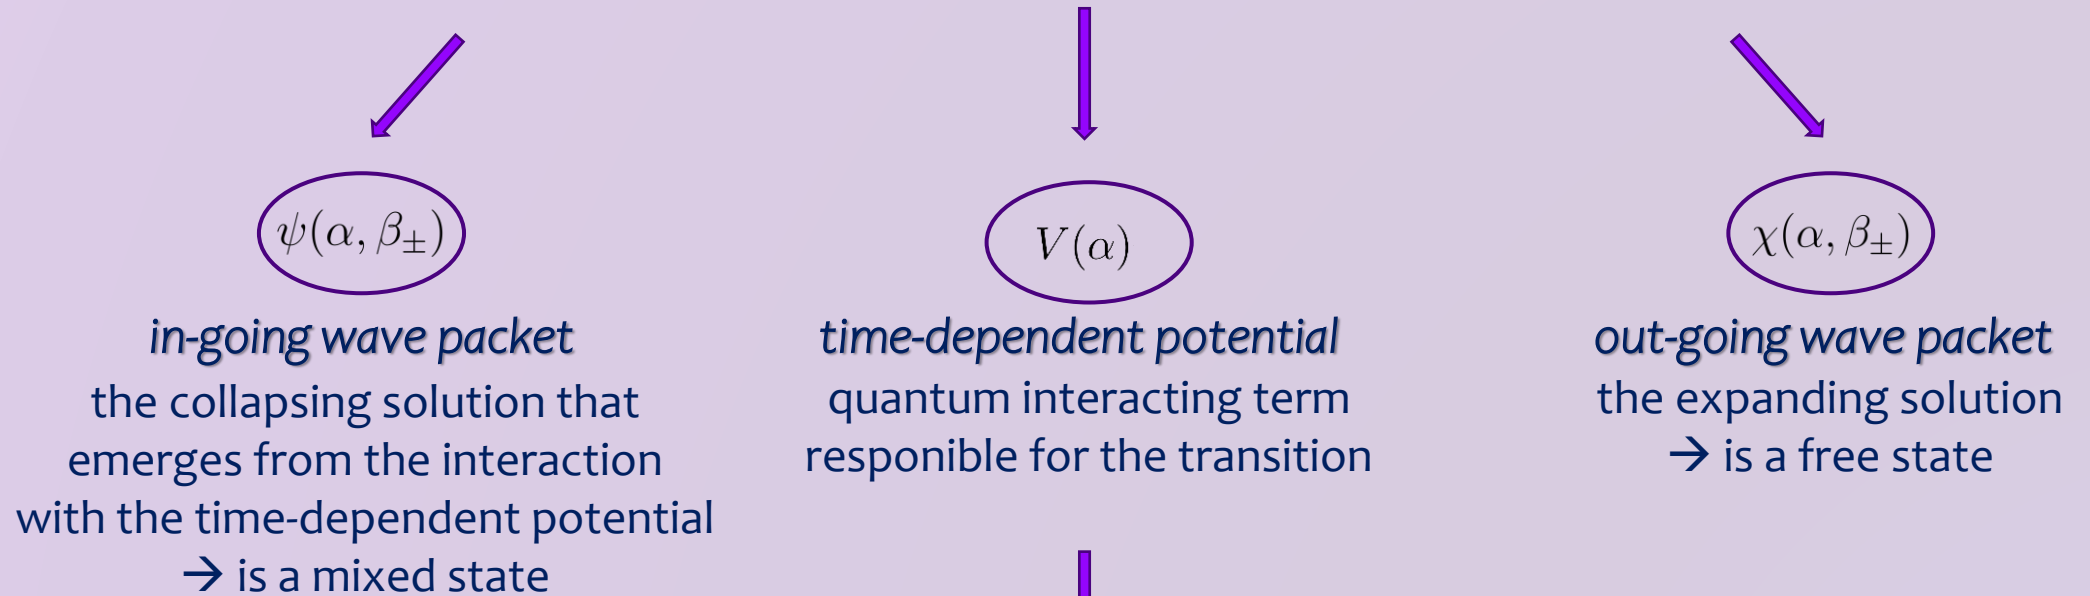 ψ(α, β±)
in-going wave packet
the collapsing solution that
emerges from the interaction
with the time-dependent potential
→ is a mixed state
V(α)
time-dependent potential
quantum interacting term
responible for the transition
χ(α, β±)
out-going wave packet
the expanding solution
→ is a free state